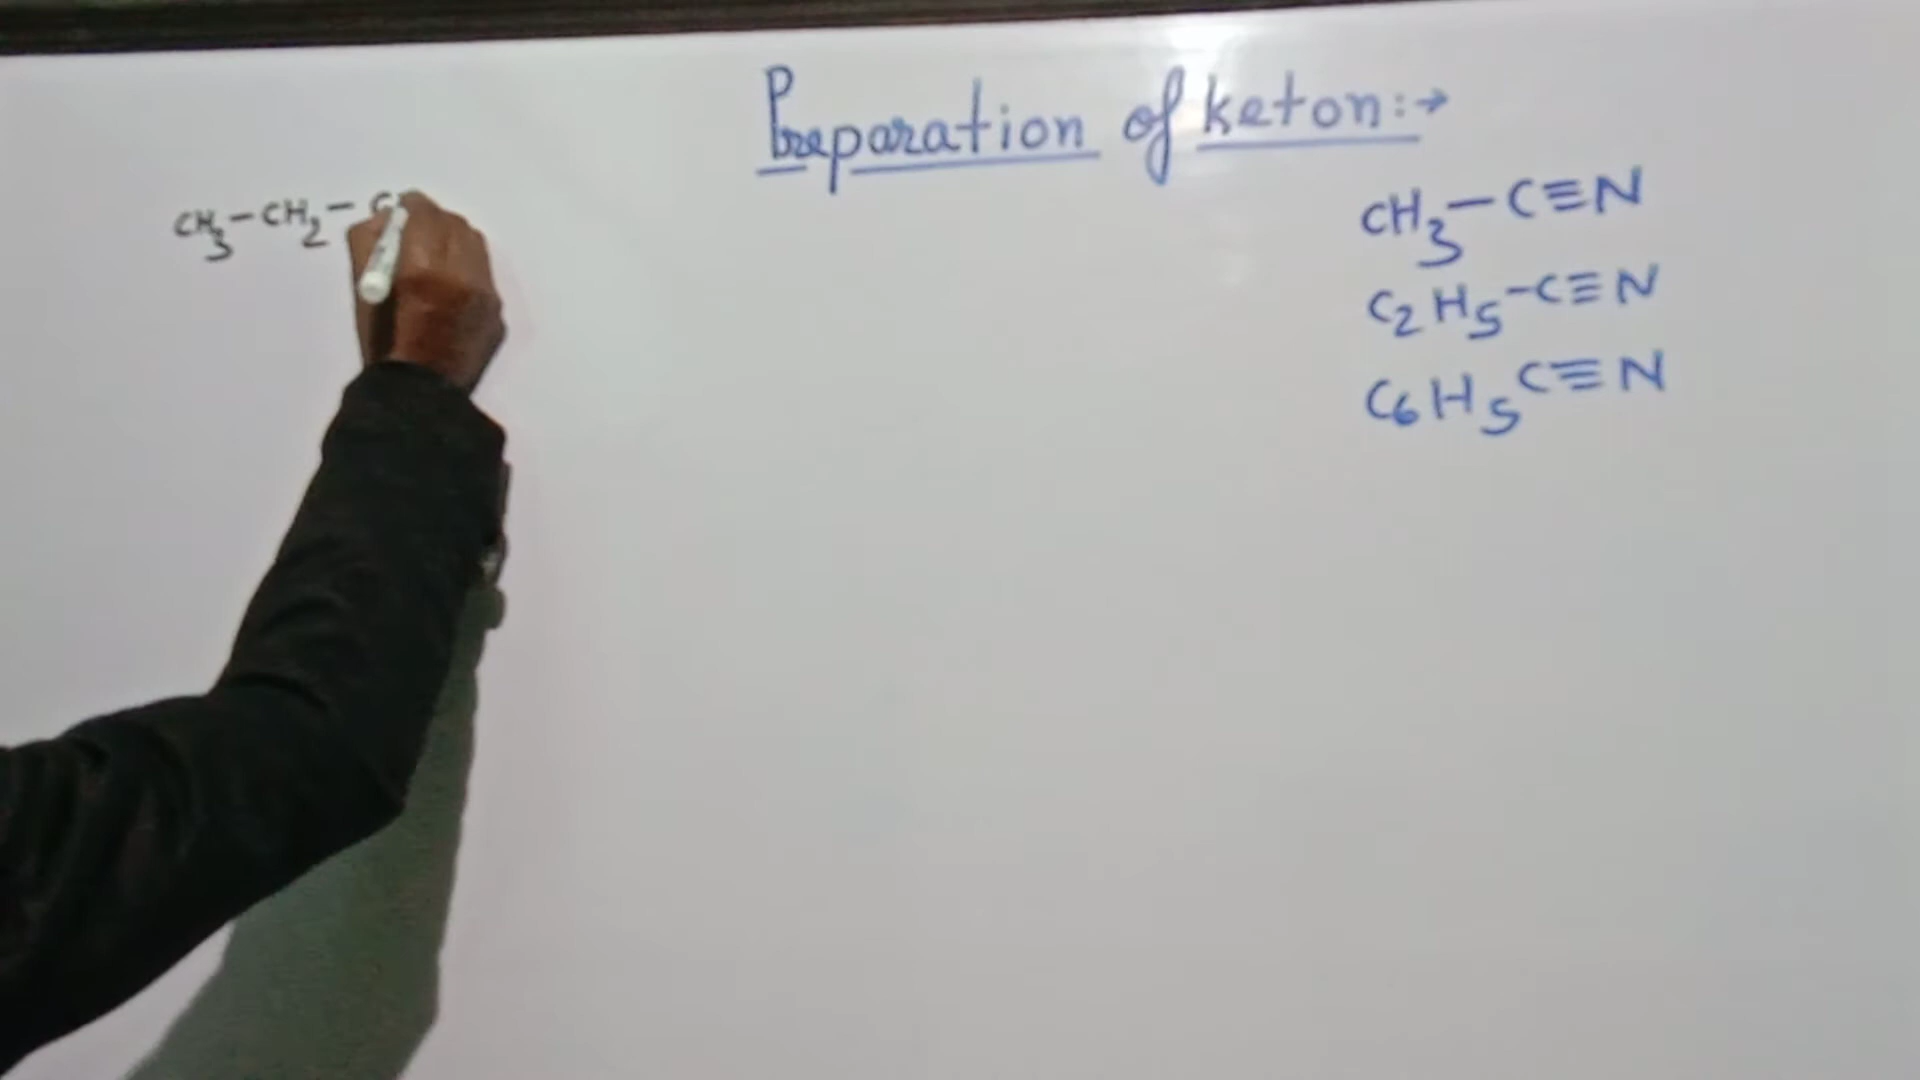 Preparation of keton:→
CH3-CH2-C
CH3-C≡N
C2H5-C≡N
C6H5C≡N